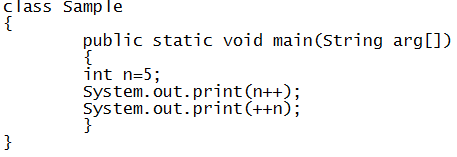 class Sample
{
public static void main(String arg[])
{
int n=5;
System.out.print(n++);
System.out.print(++n);
}
}